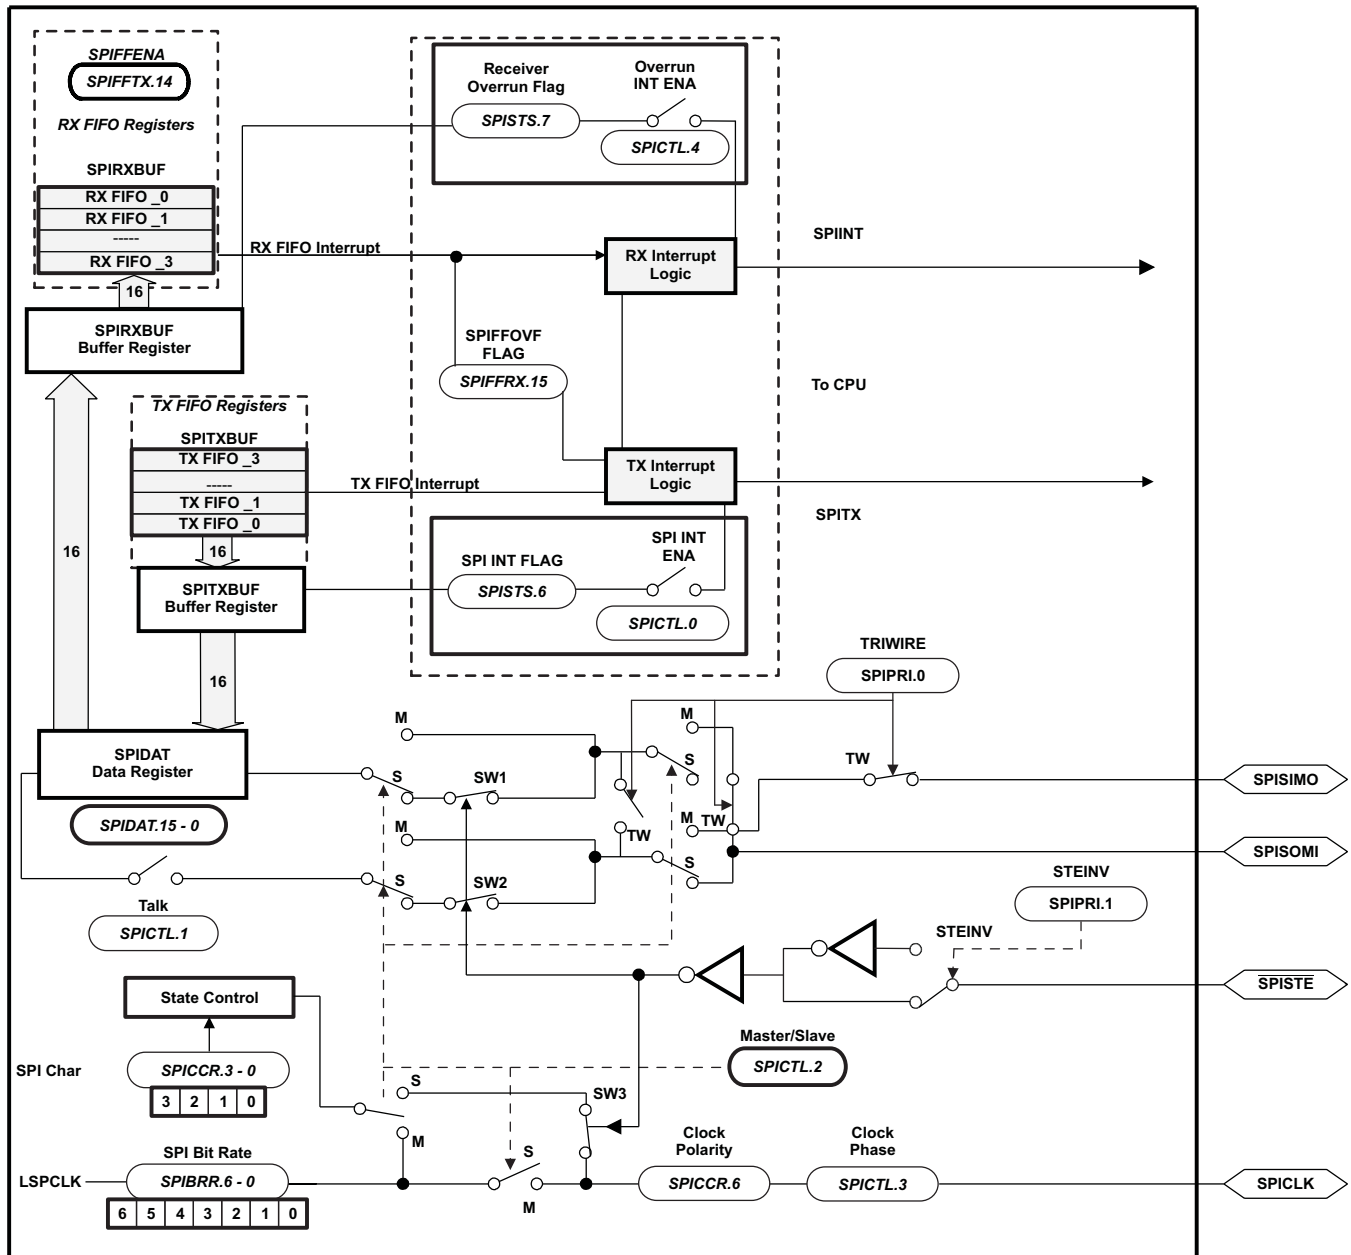 SPIFFENA
SPIFFTX.14
RX FIFO Registers
SPIRXBUF
RX FIFO _0
RX FIFO _1
-----
RX FIFO _3
16
SPIRXBUF
Buffer Register
Receiver
Overrun Flag
SPISTS.7
Overrun
INT ENA
SPICTL.4
RX FIFO Interrupt
RX Interrupt
Logic
SPIINT
SPIFFOVF
FLAG
SPIFFRX.15
To CPU
TX FIFO Registers
SPITXBUF
TX FIFO _3
-----
TX FIFO _1
TX FIFO _0
16
TX FIFO Interrupt
TX Interrupt
Logic
SPITX
16
SPITXBUF
Buffer Register
SPI INT FLAG
SPISTS.6
SPI INT
ENA
SPICTL.0
16
TRIWIRE
SPIPRI.0
SPIDAT
Data Register
SPIDAT.15 - 0
M
S
SW1
M
S
TW
SPISIMO
M
S
SW2
TW
M
TW
S
SPISOMI
Talk
SPICTL.1
STEINV
SPIPRI.1
STEINV
SPISTE
State Control
Master/Slave
SPICTL.2
SPI Char
SPICCR.3 - 0
3 2 1 0
S
M
SW3
SPI Bit Rate
LSPCLK
SPIBRR.6 - 0
6 5 4 3 2 1 0
S
M
Clock
Polarity
SPICCR.6
Clock
Phase
SPICTL.3
SPICLK